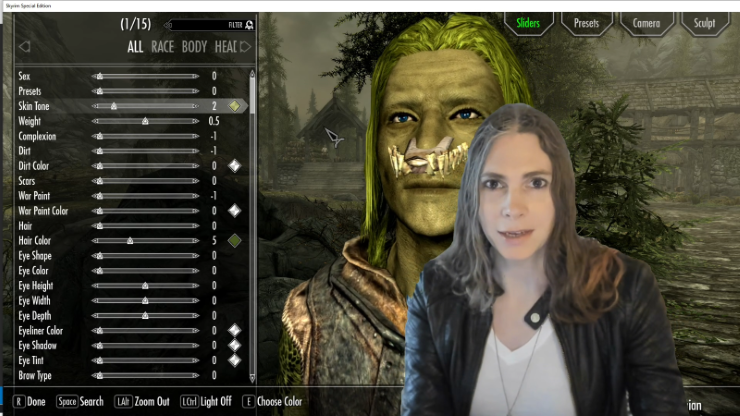 Skyrim Special Edition
(1/15) FILTER
Sliders Presets Camera Sculpt
ALL RACE BODY HEAD
Sex 0
Presets 0
Skin Tone 2
Weight 0.5
Complexion -1
Dirt -1
Dirt Color 0
Scars 0
War Paint -1
War Paint Color 0
Hair 0
Hair Color 5
Eye Shape 0
Eye Color 0
Eye Height 0
Eye Width 0
Eye Depth 0
Eyeliner Color 0
Eye Shadow 0
Eye Tint 0
Brow Type 0
R Done Space Search LAlt Zoom Out LCtrl Light Off E Choose Color
ian